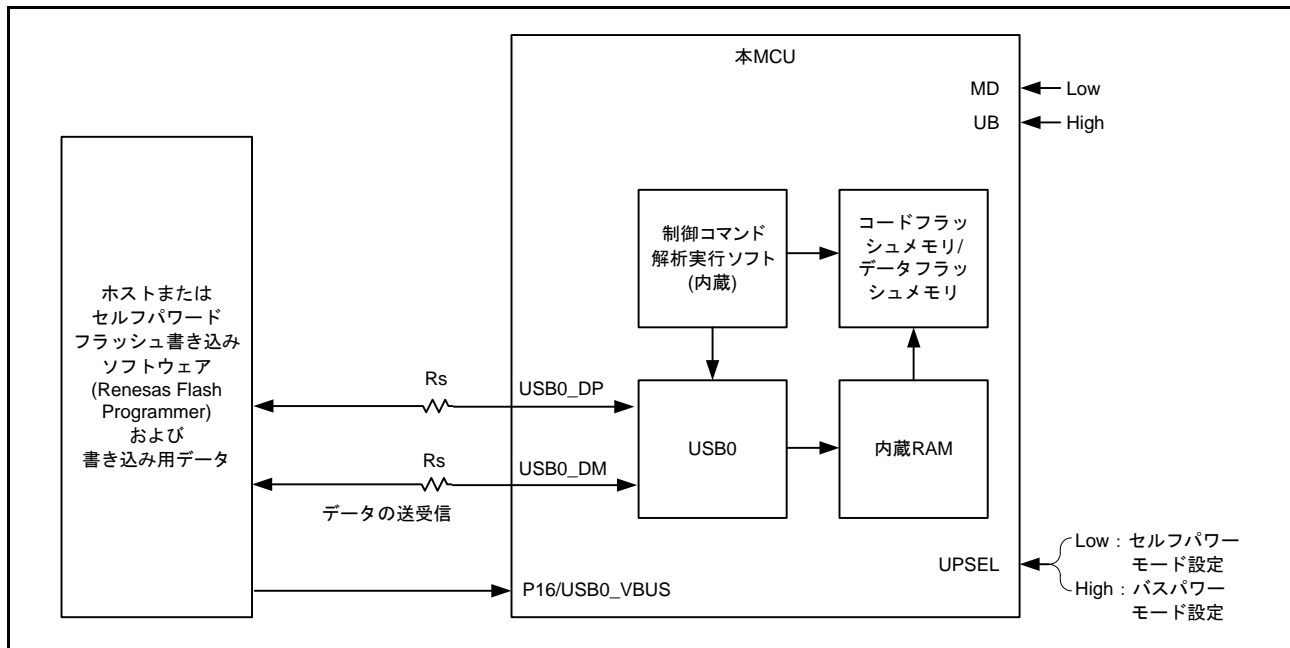 本MCU
MD
Low
UB
High
制御コマンド
解析実行ソフト
(内蔵)
コードフラッ
シュメモリ/
データフラッ
シュメモリ
ホストまたは
セルフパワード
フラッシュ書き込み
ソフトウェア
(Renesas Flash
Programmer)
および
書き込み用データ
Rs
USB0_DP
Rs
USB0_DM
データの送受信
USB0
内蔵RAM
UPSEL
Low：セルフパワー
モード設定
High：バスパワー
モード設定
P16/USB0_VBUS